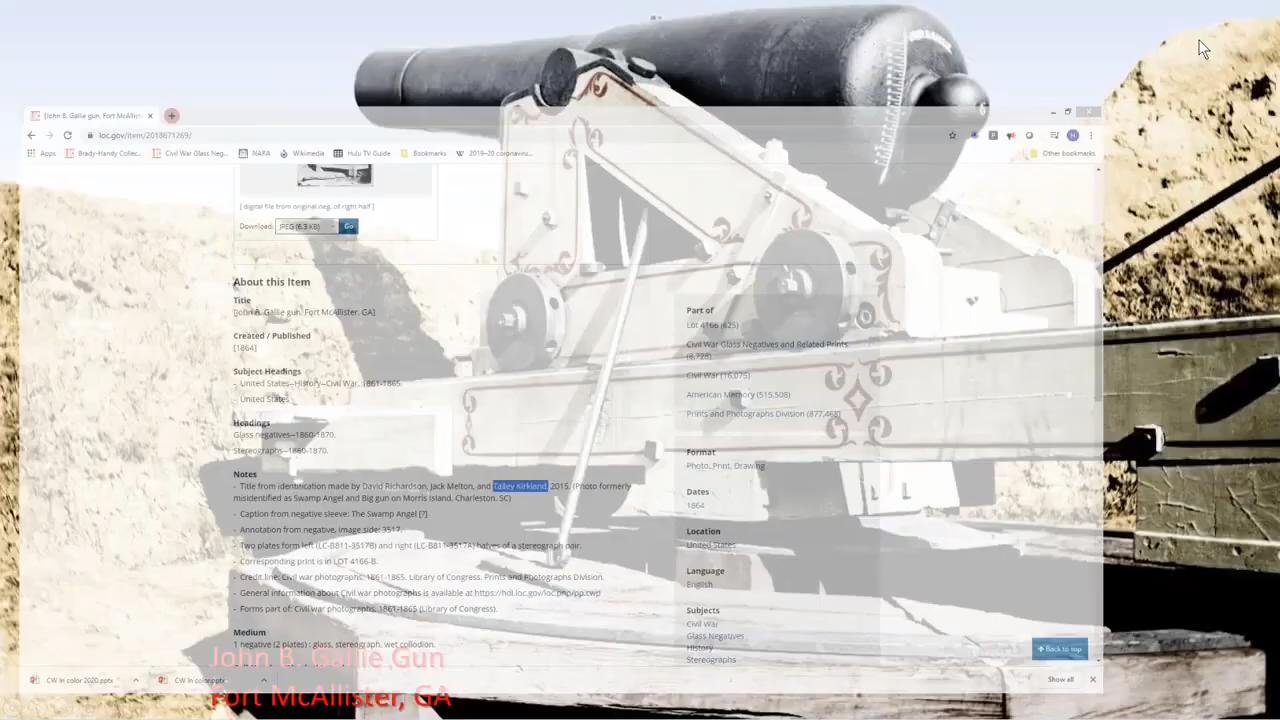 [John B. Gallie gun, Fort McAllist
loc.gov/item/2018671269/
Apps
Brady-Handy Collec...
Civil War Glass Neg...
NARA
Wikimedia
Hulu TV Guide
Bookmarks
2019–20 coronaviru...
Other bookmarks
[ digital file from original neg. of right half ]
Download: JPEG (6.3 KB) Go
About this Item
Title
[John B. Gallie gun, Fort McAllister, GA]
Created / Published
[1864]
Subject Headings
- United States--History--Civil War, 1861-1865.
- United States
Headings
Glass negatives--1860-1870.
Stereographs--1860-1870.
Notes
- Title from identification made by David Richardson, Jack Melton, and Talley Kirkland, 2015. (Photo formerly
misidentified as Swamp Angel and Big gun on Morris Island, Charleston, SC)
- Caption from negative sleeve: The Swamp Angel [?].
- Annotation from negative, image side: 3517.
- Two plates form left (LC-B811-3517B) and right (LC-B811-3517A) halves of a stereograph pair.
- Corresponding print is in LOT 4166-B.
- Credit line: Civil war photographs, 1861-1865, Library of Congress, Prints and Photographs Division.
- General information about Civil war photographs is available at https://hdl.loc.gov/loc.pnp/pp.cwp
- Forms part of: Civil war photographs, 1861-1865 (Library of Congress).
Medium
1 negative (2 plates) : glass, stereograph, wet collodion.
Part of
Lot 4166 (625)
Civil War Glass Negatives and Related Prints
(8,728)
Civil War (16,075)
American Memory (515,508)
Prints and Photographs Division (877,468)
Format
Photo, Print, Drawing
Dates
1864
Location
United States
Language
English
Subjects
Civil War
Glass Negatives
History
Stereographs
Back to top
CW in color 2020.pptx
CW in color.pptx
Show all
John B. Gallie Gun
Fort McAllister, GA